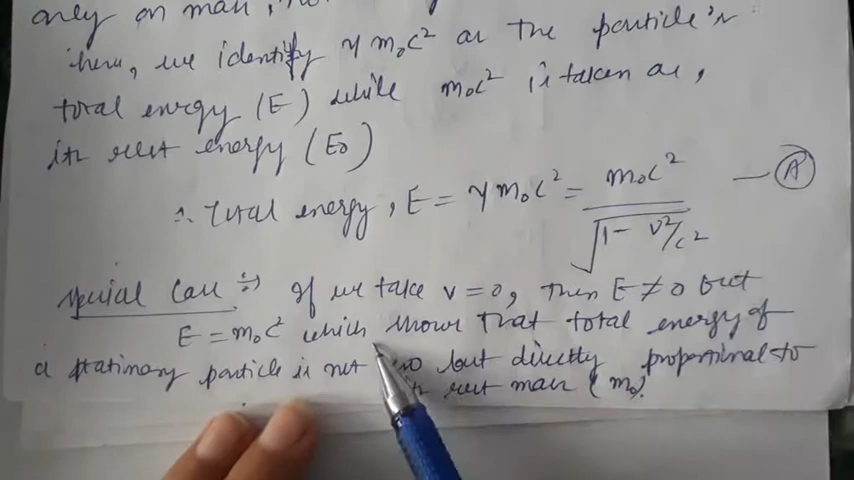 only on mass,
here, we identify γ m₀c² as the particle's
total energy (E) while m₀c² is taken as,
its rest energy (E₀)
∴ Total energy, E = γ m₀c² = m₀c² / √(1 - v²/c²) — (A)
Special Case :- If we take v = 0, then E ≠ 0 but
E = m₀c² which shows that total energy of
a stationary particle is not but directly proportional to
rest mass (m₀).